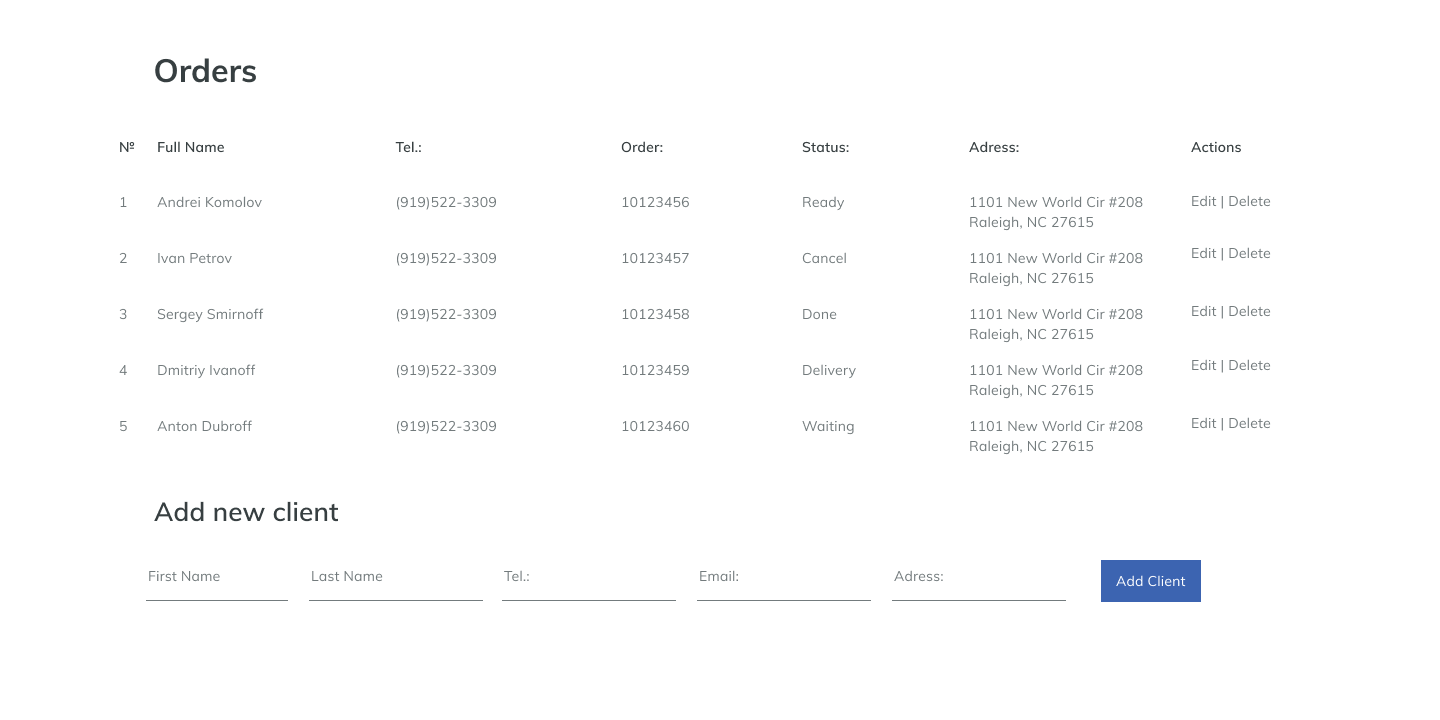 Orders
№ Full Name Tel.: Order: Status: Adress: Actions
1 Andrei Komolov (919)522-3309 10123456 Ready 1101 New World Cir #208 Edit | Delete
Raleigh, NC 27615
2 Ivan Petrov (919)522-3309 10123457 Cancel 1101 New World Cir #208 Edit | Delete
Raleigh, NC 27615
3 Sergey Smirnoff (919)522-3309 10123458 Done 1101 New World Cir #208 Edit | Delete
Raleigh, NC 27615
4 Dmitriy Ivanoff (919)522-3309 10123459 Delivery 1101 New World Cir #208 Edit | Delete
Raleigh, NC 27615
5 Anton Dubroff (919)522-3309 10123460 Waiting 1101 New World Cir #208 Edit | Delete
Raleigh, NC 27615
Add new client
First Name Last Name Tel.: Email: Adress: Add Client